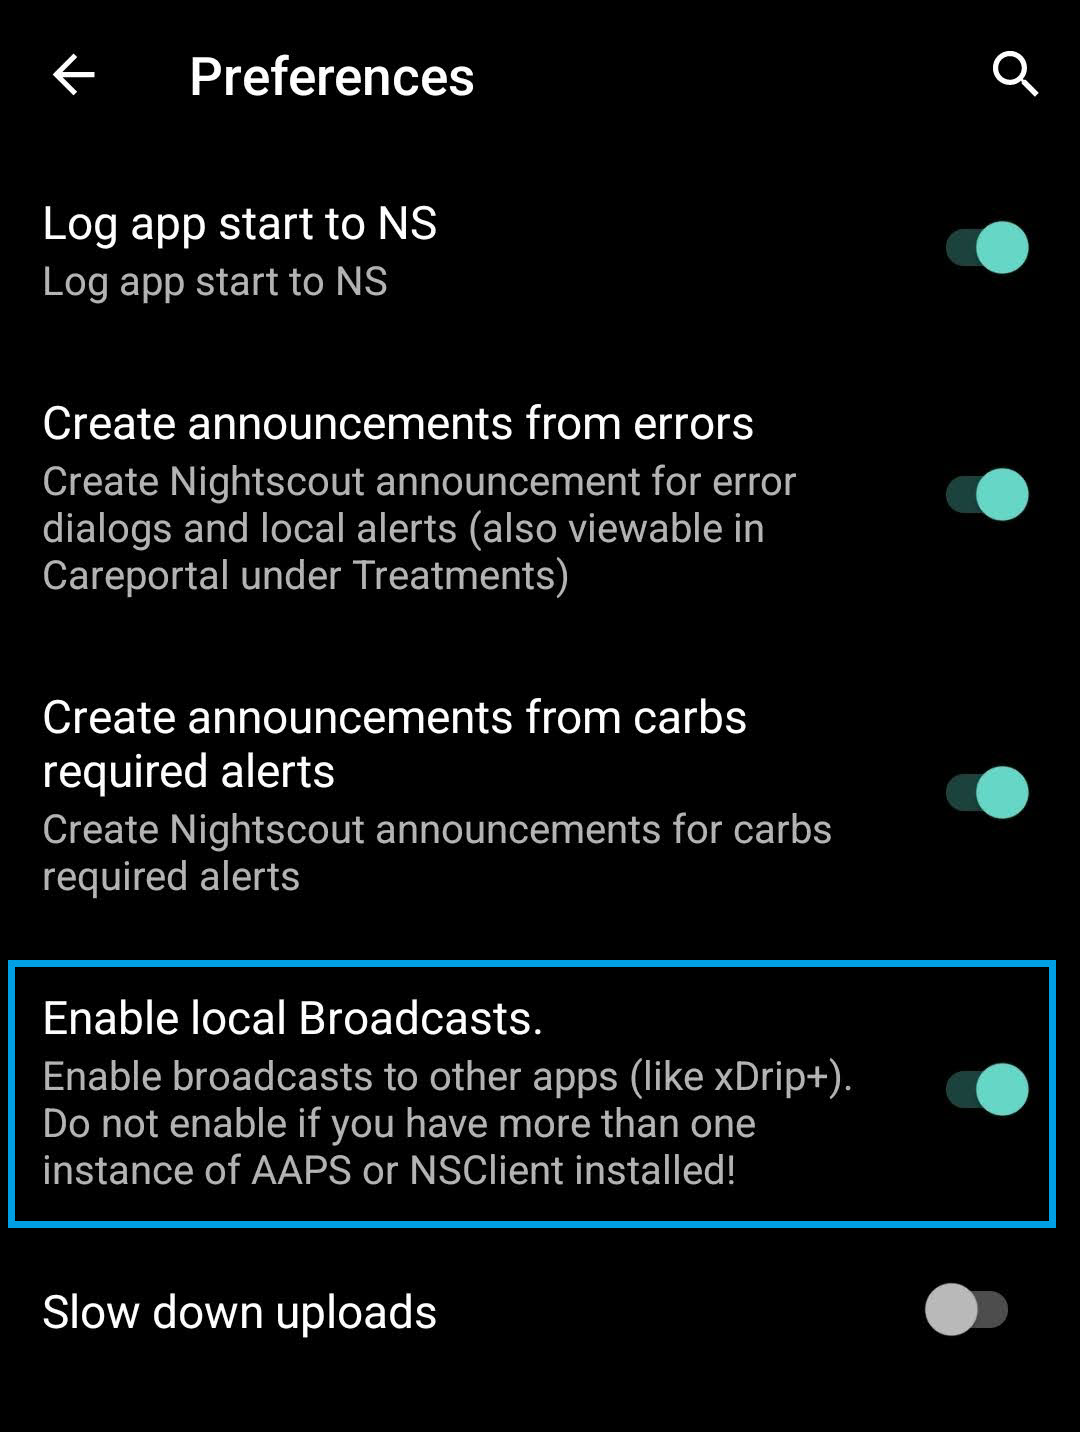 Preferences
Log app start to NS
Log app start to NS
Create announcements from errors
Create Nightscout announcement for error
dialogs and local alerts (also viewable in
Careportal under Treatments)
Create announcements from carbs
required alerts
Create Nightscout announcements for carbs
required alerts
Enable local Broadcasts.
Enable broadcasts to other apps (like xDrip+).
Do not enable if you have more than one
instance of AAPS or NSClient installed!
Slow down uploads